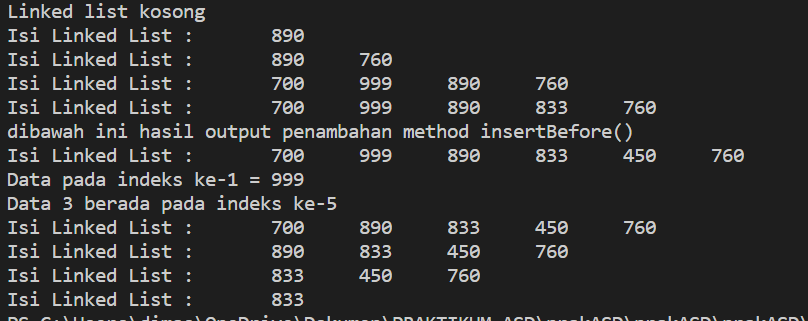 Linked list kosong
Isi Linked List : 890
Isi Linked List : 890 760
Isi Linked List : 700 999 890 760
Isi Linked List : 700 999 890 833 760
dibawah ini hasil output penambahan method insertBefore()
Isi Linked List : 700 999 890 833 450 760
Data pada indeks ke-1 = 999
Data 3 berada pada indeks ke-5
Isi Linked List : 700 890 833 450 760
Isi Linked List : 890 833 450 760
Isi Linked List : 833 450 760
Isi Linked List : 833